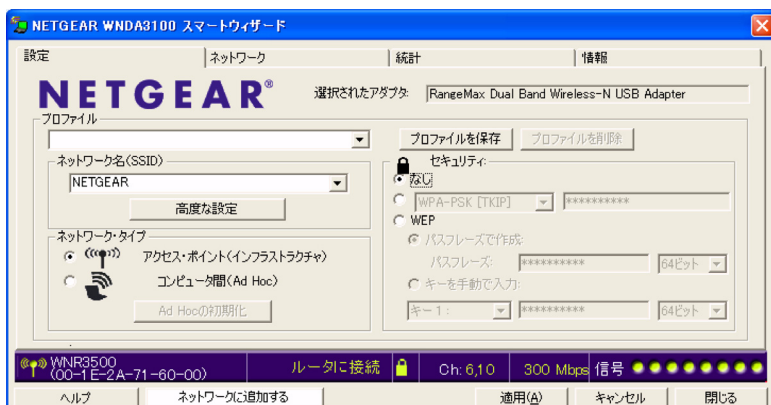 NETGEAR WNDA3100 スマートウィザード
設定 ネットワーク 統計 情報
NETGEAR® 選択されたアダプタ: RangeMax Dual Band Wireless-N USB Adapter
プロファイル
プロファイルを保存 プロファイルを削除
ネットワーク名(SSID)
NETGEAR
高度な設定
ネットワーク・タイプ
アクセス・ポイント(インフラストラクチャ)
コンピュータ間(Ad Hoc)
Ad Hocの初期化
セキュリティ:
なし
WPA-PSK [TKIP] **********
WEP
パスフレーズで作成:
パスフレーズ: ********** 64ビット
キーを手動で入力:
キー1: ********** 64ビット
WNR3500
(00-1E-2A-71-60-00)
ルータに接続 Ch: 6,10 300 Mbps 信号
ヘルプ ネットワークに追加する 適用(A) キャンセル 閉じる